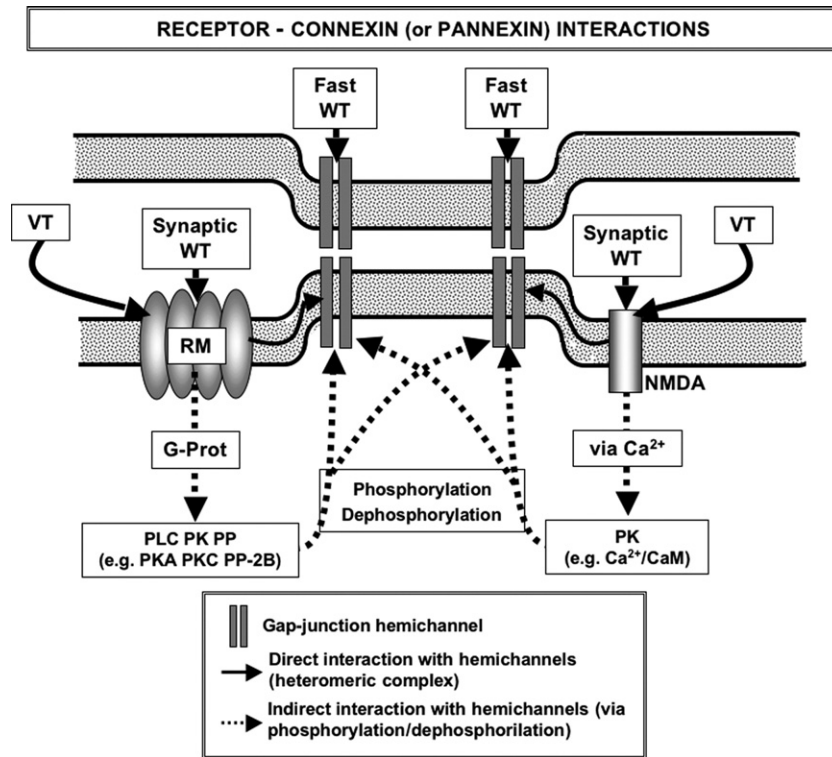 RECEPTOR - CONNEXIN (or PANNEXIN) INTERACTIONS
Fast
WT
Fast
WT
VT
Synaptic
WT
Synaptic
WT
VT
RM
NMDA
G-Prot
via Ca²⁺
Phosphorylation
Dephosphorylation
PLC PK PP
(e.g. PKA PKC PP-2B)
PK
(e.g. Ca²⁺/CaM)
Gap-junction hemichannel
Direct interaction with hemichannels
(heteromeric complex)
Indirect interaction with hemichannels (via
phosphorylation/dephosphorilation)